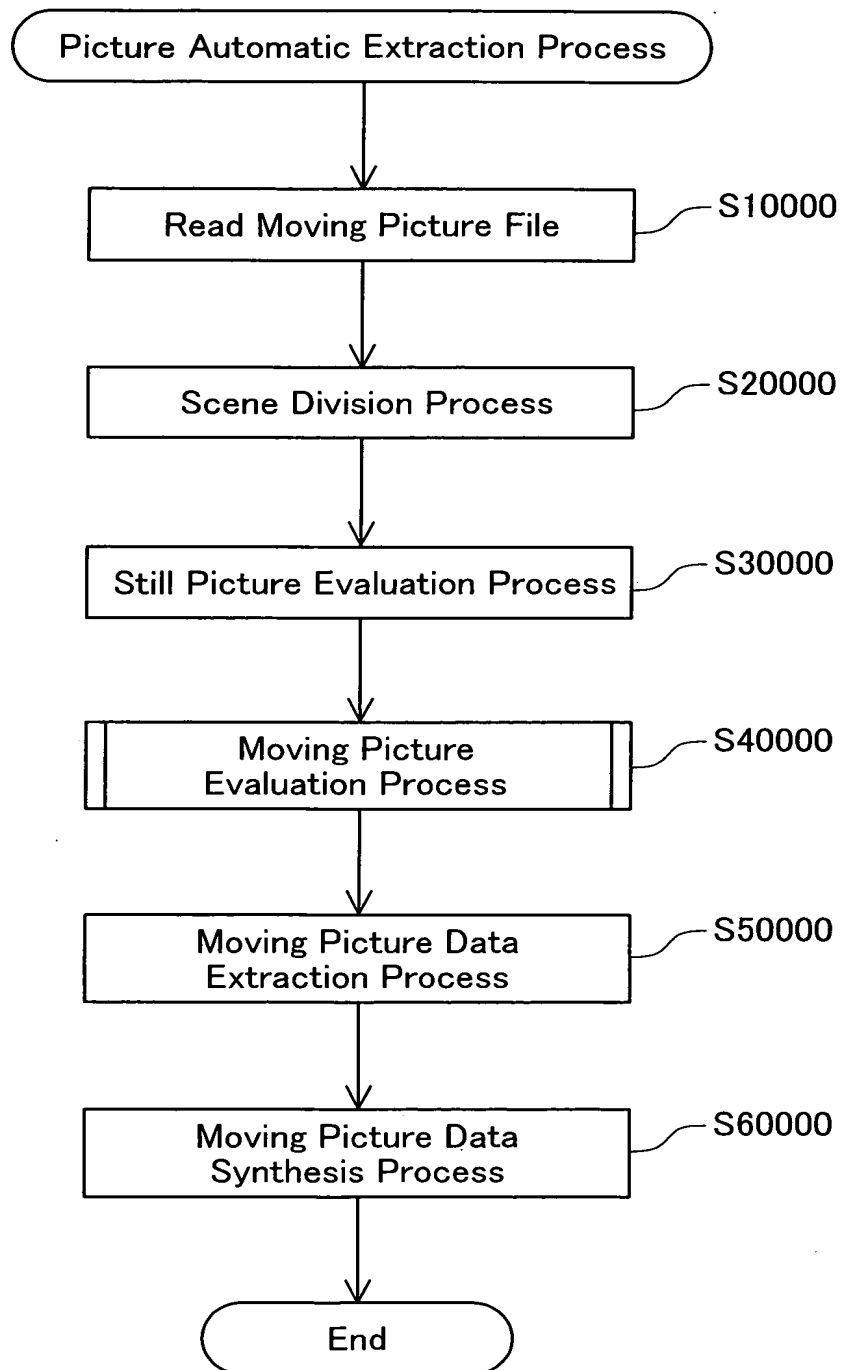 Picture Automatic Extraction Process
Read Moving Picture File
S10000
Scene Division Process
S20000
Still Picture Evaluation Process
S30000
Moving Picture
Evaluation Process
S40000
Moving Picture Data
Extraction Process
S50000
Moving Picture Data
Synthesis Process
S60000
End